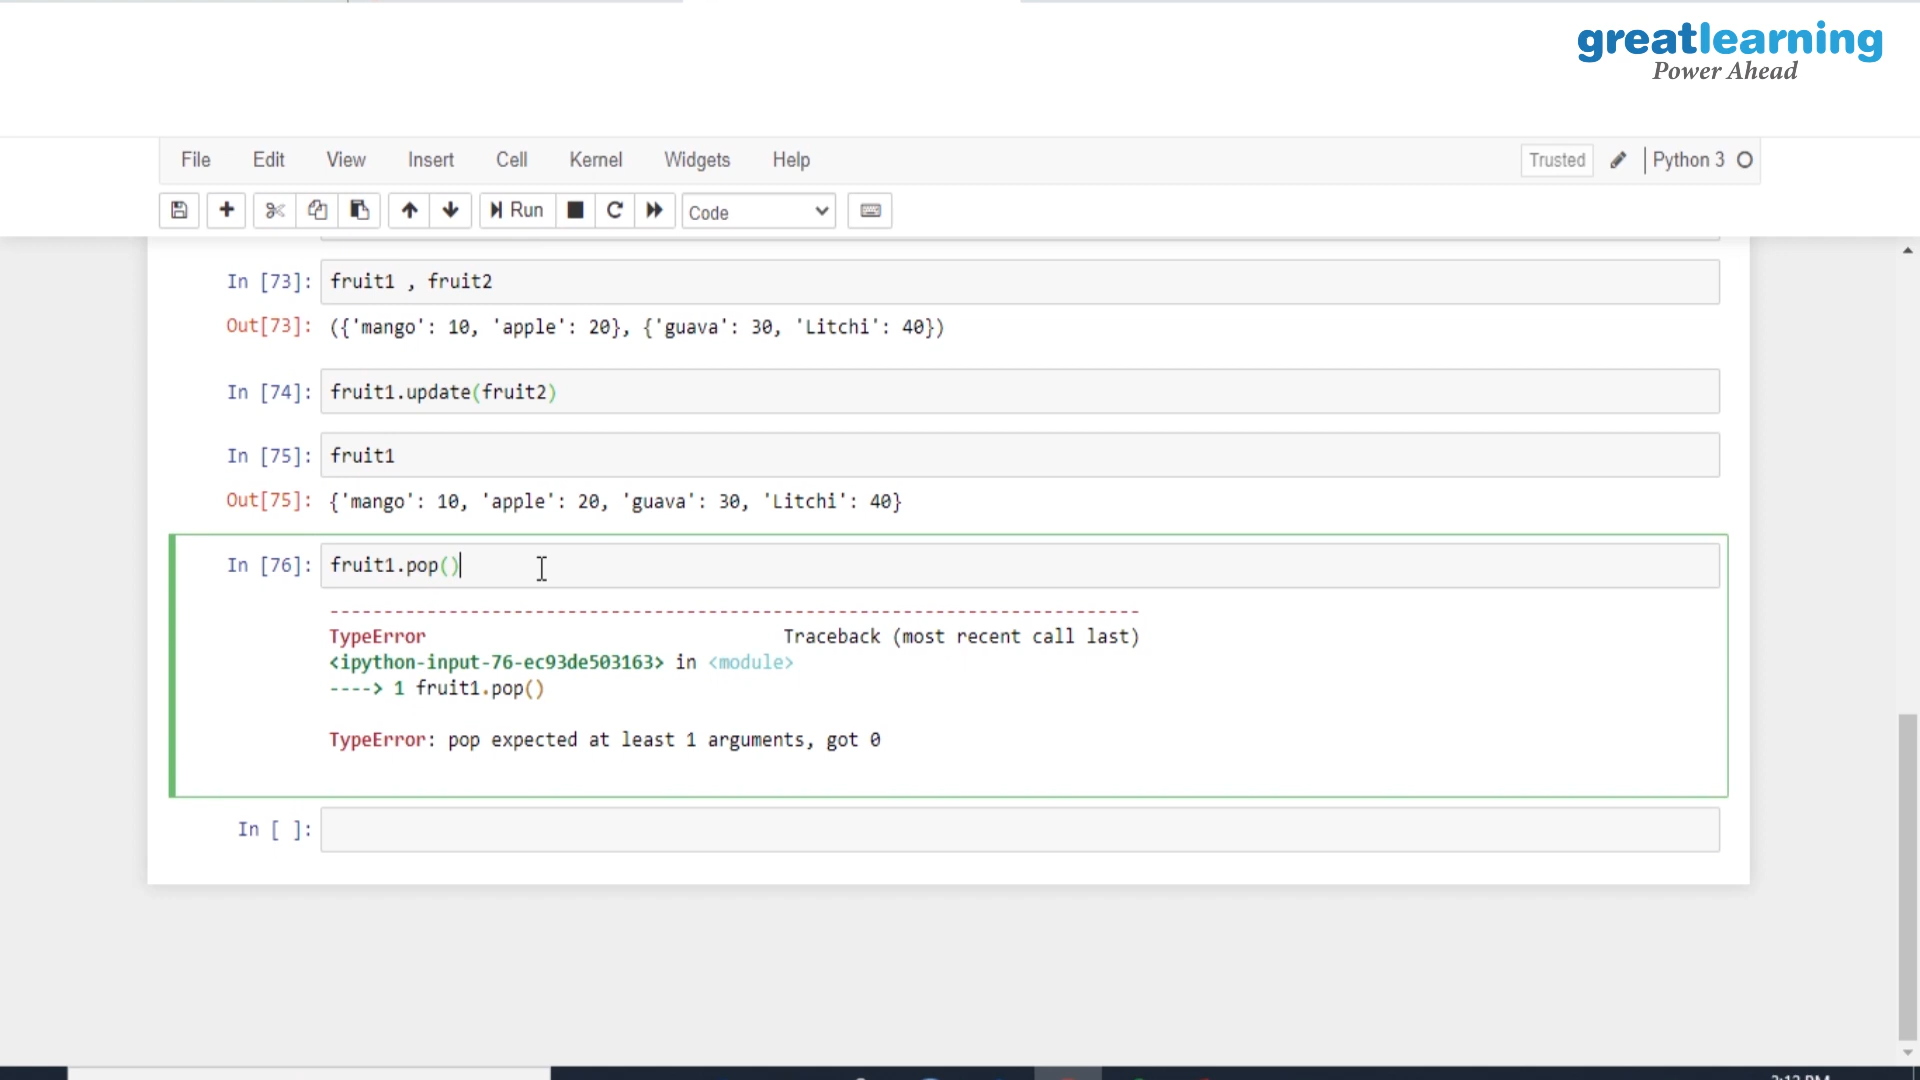 greatlearning
Power Ahead
File Edit View Insert Cell Kernel Widgets Help
Trusted Python 3
Run Code
In [73]: fruit1 , fruit2
Out[73]: ({'mango': 10, 'apple': 20}, {'guava': 30, 'Litchi': 40})
In [74]: fruit1.update(fruit2)
In [75]: fruit1
Out[75]: {'mango': 10, 'apple': 20, 'guava': 30, 'Litchi': 40}
In [76]: fruit1.pop()
---------------------------------------------------------------------------
TypeError Traceback (most recent call last)
<ipython-input-76-ec93de503163> in <module>
----> 1 fruit1.pop()
TypeError: pop expected at least 1 arguments, got 0
In [ ]: